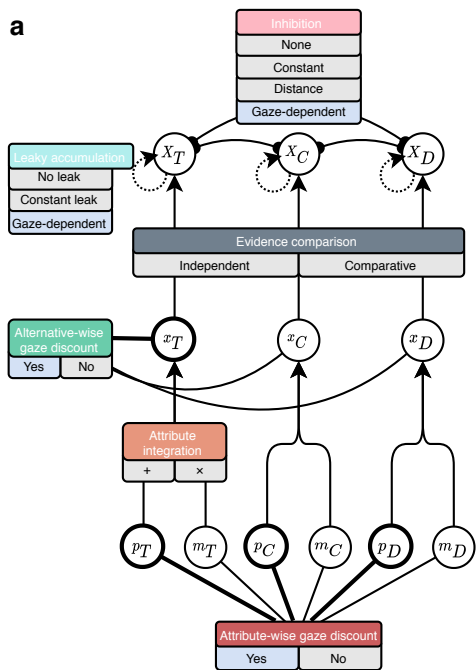 a
Inhibition
None
Constant
Distance
Gaze-dependent
X_T
X_C
X_D
Leaky accumulation
No leak
Constant leak
Gaze-dependent
Evidence comparison
Independent Comparative
Alternative-wise
gaze discount
Yes No
x_T
x_C
x_D
Attribute
integration
+ ×
p_T
m_T
p_C
m_C
p_D
m_D
Attribute-wise gaze discount
Yes No